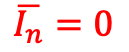 $\overline{I_n} = 0$